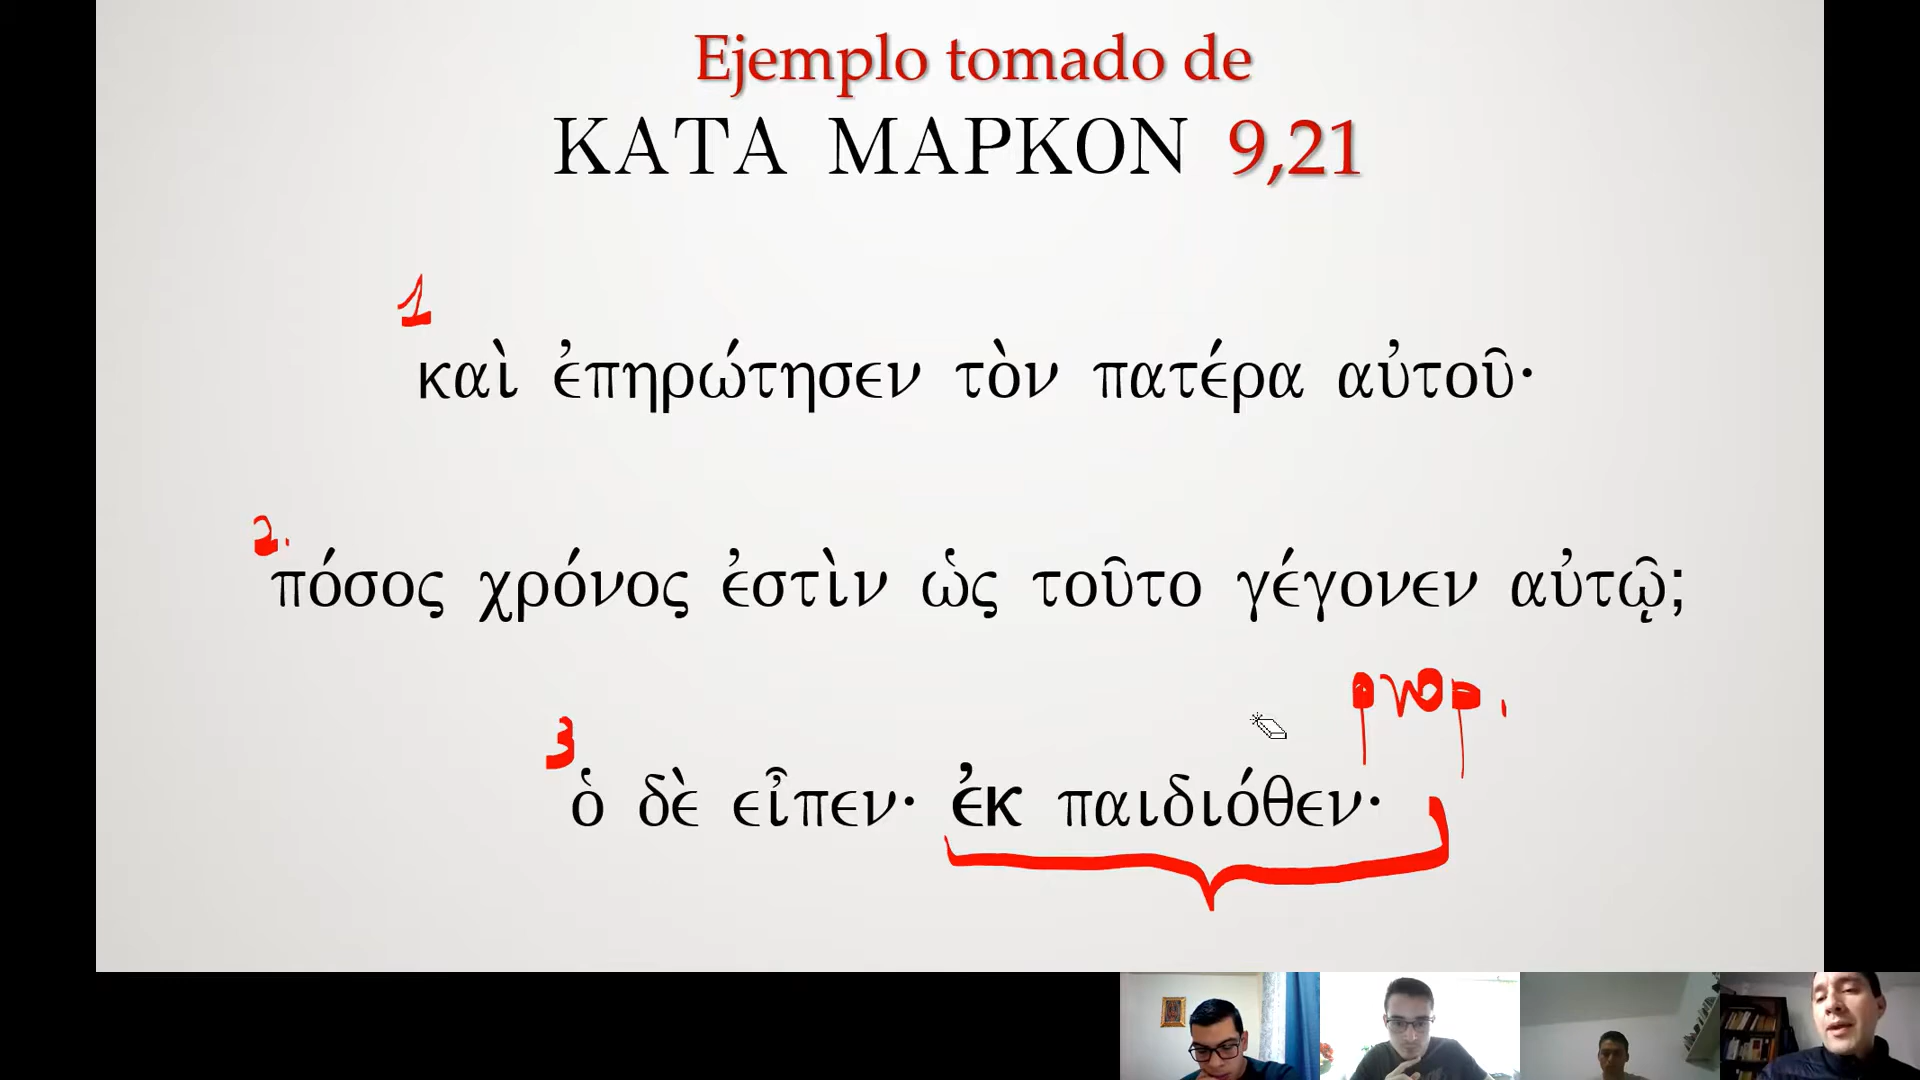 Ejemplo tomado de
ΚΑΤΑ ΜΑΡΚΟΝ 9,21
1
καὶ ἐπηρώτησεν τὸν πατέρα αὐτοῦ·
2.
πόσος χρόνος ἐστὶν ὡς τοῦτο γέγονεν αὐτῷ;
3
ὁ δὲ εἶπεν· ἐκ παιδιόθεν·